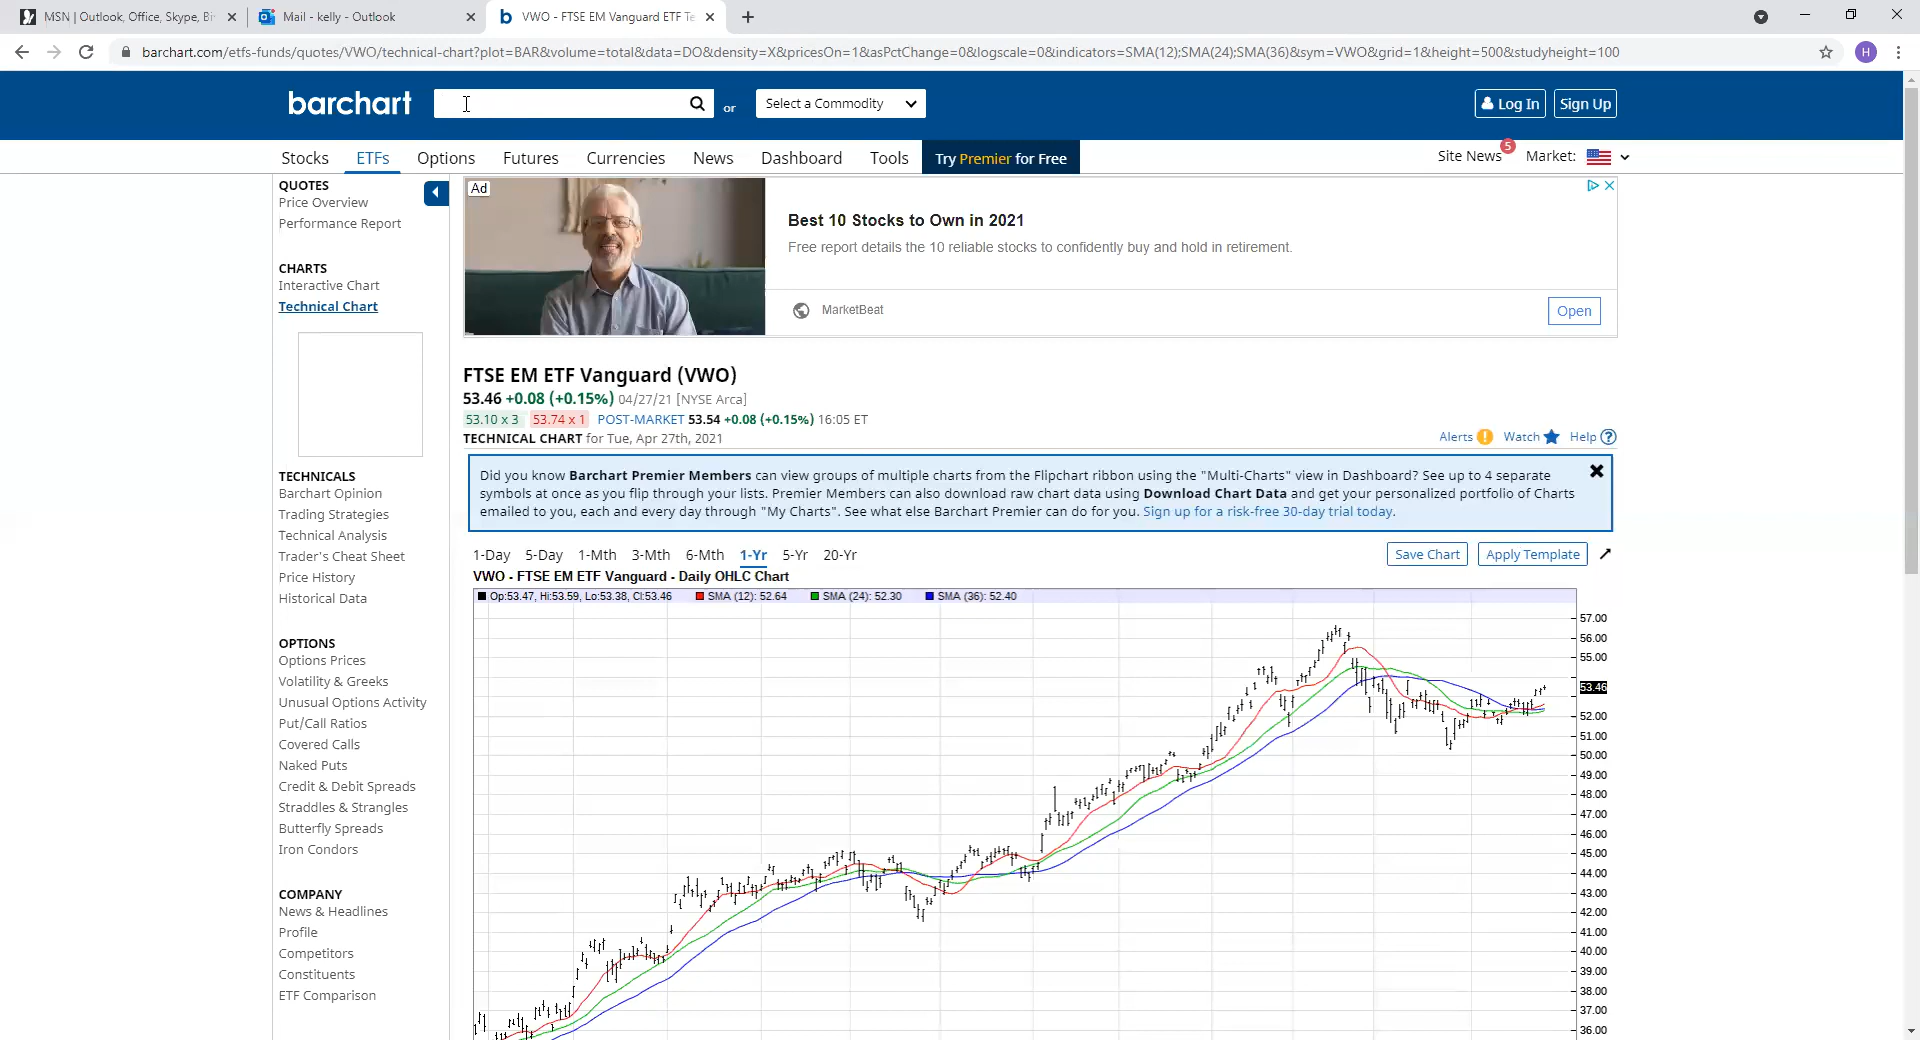 MSN | Outlook, Office, Skype, Bi
Mail - kelly - Outlook
VWO - FTSE EM Vanguard ETF Te
barchart.com/etfs-funds/quotes/VWO/technical-chart?plot=BAR&volume=total&data=DO&density=X&pricesOn=1&asPctChange=0&logscale=0&indicators=SMA(12);SMA(24);SMA(36)&sym=VWO&grid=1&height=500&studyheight=100
H
barchart
or
Select a Commodity
Log In
Sign Up
Stocks ETFs Options Futures Currencies News Dashboard Tools Try Premier for Free
Site News 5 Market:
QUOTES
Price Overview
Performance Report
CHARTS
Interactive Chart
Technical Chart
TECHNICALS
Barchart Opinion
Trading Strategies
Technical Analysis
Trader's Cheat Sheet
Price History
Historical Data
OPTIONS
Options Prices
Volatility & Greeks
Unusual Options Activity
Put/Call Ratios
Covered Calls
Naked Puts
Credit & Debit Spreads
Straddles & Strangles
Butterfly Spreads
Iron Condors
COMPANY
News & Headlines
Profile
Competitors
Constituents
ETF Comparison
Ad
Best 10 Stocks to Own in 2021
Free report details the 10 reliable stocks to confidently buy and hold in retirement.
MarketBeat
Open
FTSE EM ETF Vanguard (VWO)
53.46 +0.08 (+0.15%) 04/27/21 [NYSE Arca]
53.10 x 3 53.74 x 1 POST-MARKET 53.54 +0.08 (+0.15%) 16:05 ET
TECHNICAL CHART for Tue, Apr 27th, 2021
Alerts Watch Help
Did you know Barchart Premier Members can view groups of multiple charts from the Flipchart ribbon using the "Multi-Charts" view in Dashboard? See up to 4 separate
symbols at once as you flip through your lists. Premier Members can also download raw chart data using Download Chart Data and get your personalized portfolio of Charts
emailed to you, each and every day through "My Charts". See what else Barchart Premier can do for you. Sign up for a risk-free 30-day trial today.
1-Day 5-Day 1-Mth 3-Mth 6-Mth 1-Yr 5-Yr 20-Yr
Save Chart Apply Template
VWO - FTSE EM ETF Vanguard - Daily OHLC Chart
Op:53.47, Hi:53.59, Lo:53.38, Cl:53.46 SMA (12): 52.64 SMA (24): 52.30 SMA (36): 52.40
57.00
56.00
55.00
53.46
52.00
51.00
50.00
49.00
48.00
47.00
46.00
45.00
44.00
43.00
42.00
41.00
40.00
39.00
38.00
37.00
36.00